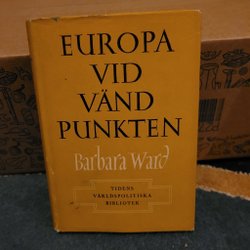 EUROPA
VID
VÄND
PUNKTEN
Barbara Ward
TIDENS
VÄRLDSPOLITISKA
BIBLIOTEK